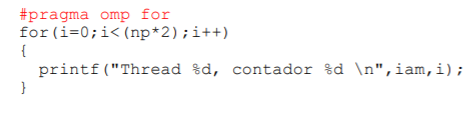 #pragma omp for
for(i=0;i<(np*2);i++)
{
printf("Thread %d, contador %d \n",iam,i);
}